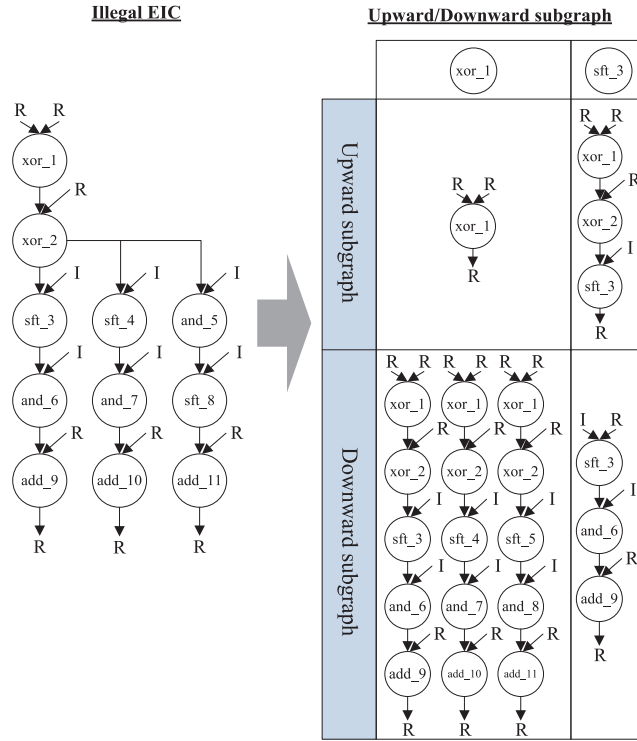 Illegal EIC
Upward/Downward subgraph
R R
xor_1
R
xor_2
I I I
sft_3 sft_4 and_5
I I I
and_6 and_7 sft_8
R R R
add_9 add_10 add_11
R R R
xor_1 sft_3
Upward subgraph
R R
xor_1
R
R R
xor_1
R
xor_2
I
sft_3
R
Downward subgraph
R R R R R R
xor_1 xor_1 xor_1
R R R
xor_2 xor_2 xor_2
I I I
sft_3 sft_4 sft_5
I I I
and_6 and_7 and_8
R R R
add_9 add_10 add_11
R R R
I R
sft_3
I
and_6
R
add_9
R